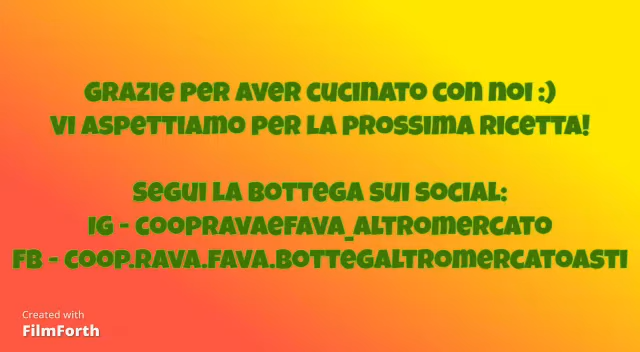 Grazie per aver cucinato con noi :)
Vi aspettiamo per la prossima ricetta!
Segui la bottega sui social:
IG - coopravaefava_altromercato
FB - coop.rava.fava.bottegaltromercatoasti
Created with
FilmForth